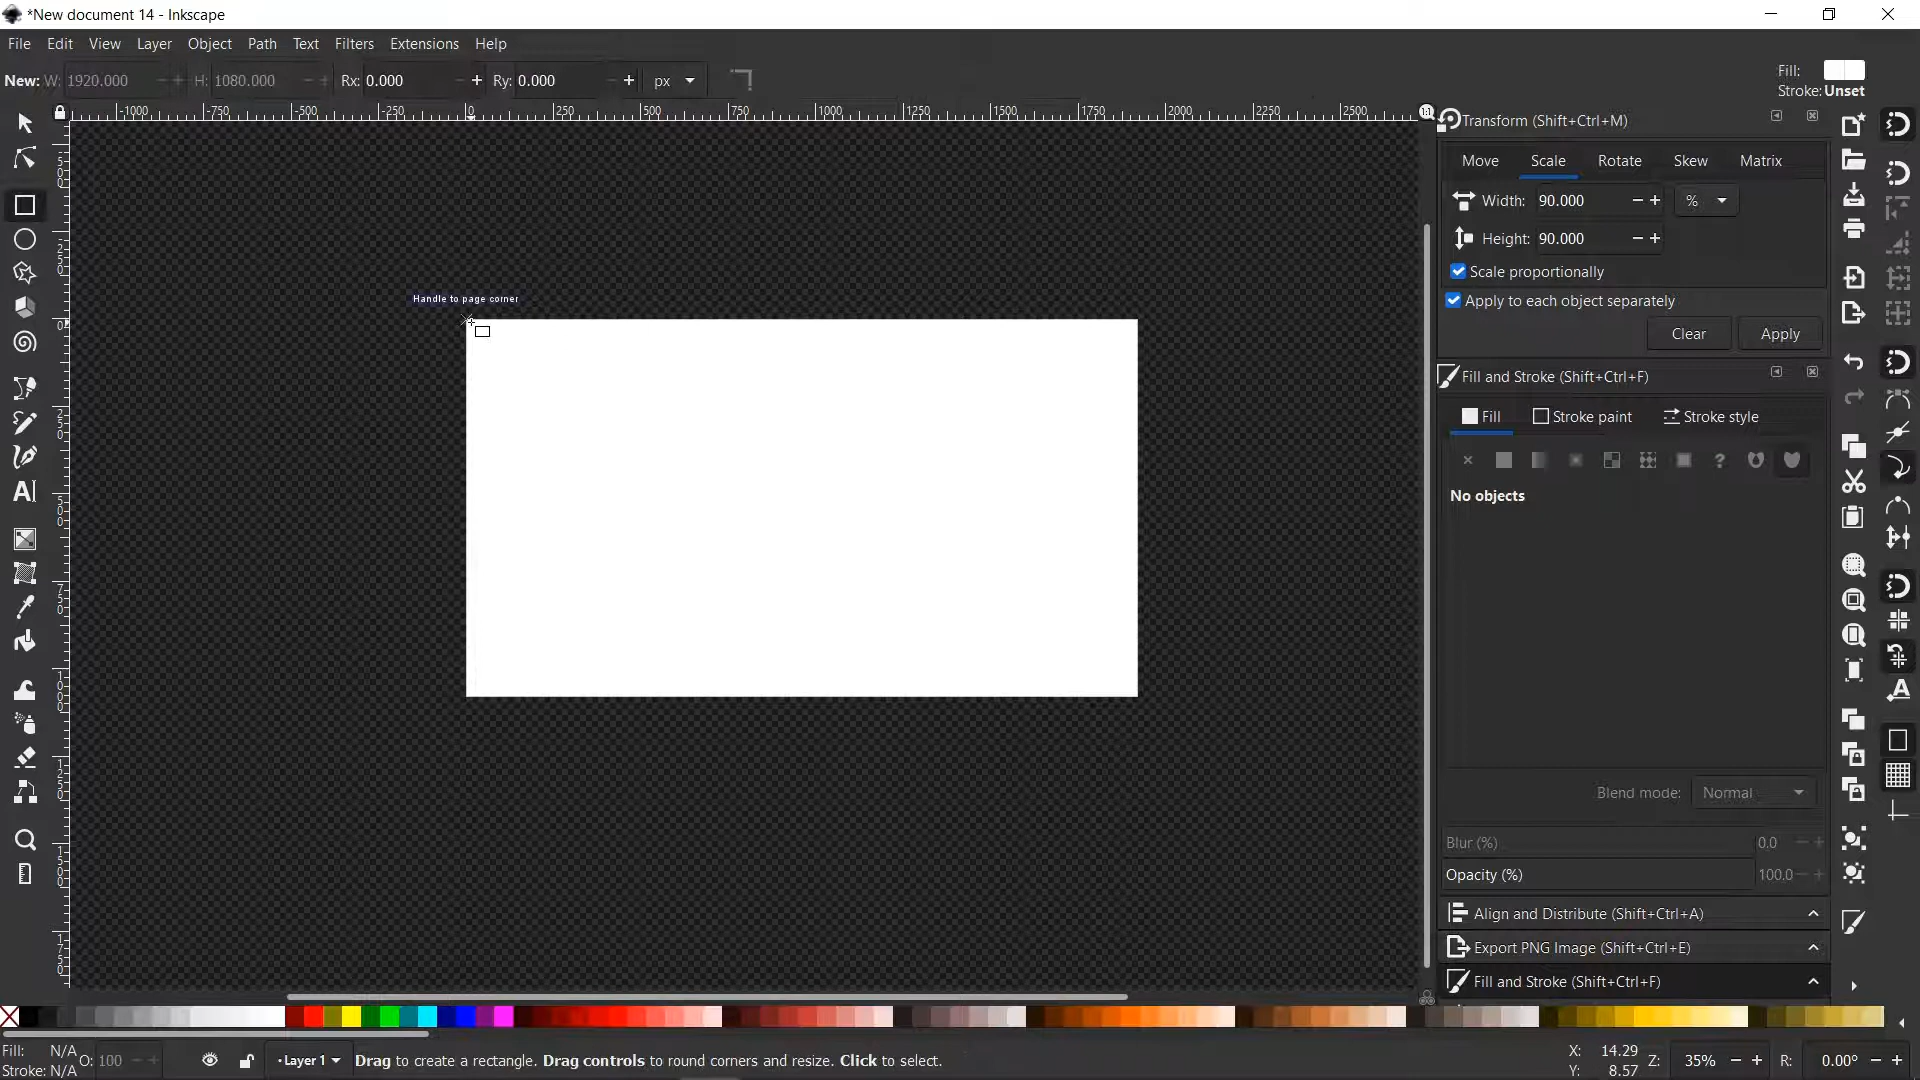 *New document 14 - Inkscape
File Edit View Layer Object Path Text Filters Extensions Help
New: W: 1920.000 H: 1080.000 Rx: 0.000 Ry: 0.000 px
Fill:
Stroke: Unset
-1000 -750 -500 -250 0 250 500 750 1000 1250 1500 1750 2000 2250 2500
Transform (Shift+Ctrl+M)
Move Scale Rotate Skew Matrix
Width: 90.000 %
Height: 90.000
Scale proportionally
Apply to each object separately
Clear Apply
Handle to page corner
Fill and Stroke (Shift+Ctrl+F)
Fill Stroke paint Stroke style
No objects
Blend mode: Normal
Blur (%) 0.0
Opacity (%) 100.0
Align and Distribute (Shift+Ctrl+A)
Export PNG Image (Shift+Ctrl+E)
Fill and Stroke (Shift+Ctrl+F)
Fill: N/A
Stroke: N/A
O: 100
Layer 1
Drag to create a rectangle. Drag controls to round corners and resize. Click to select.
X: 14.29
Y: 8.57
Z: 35%
R: 0.00°